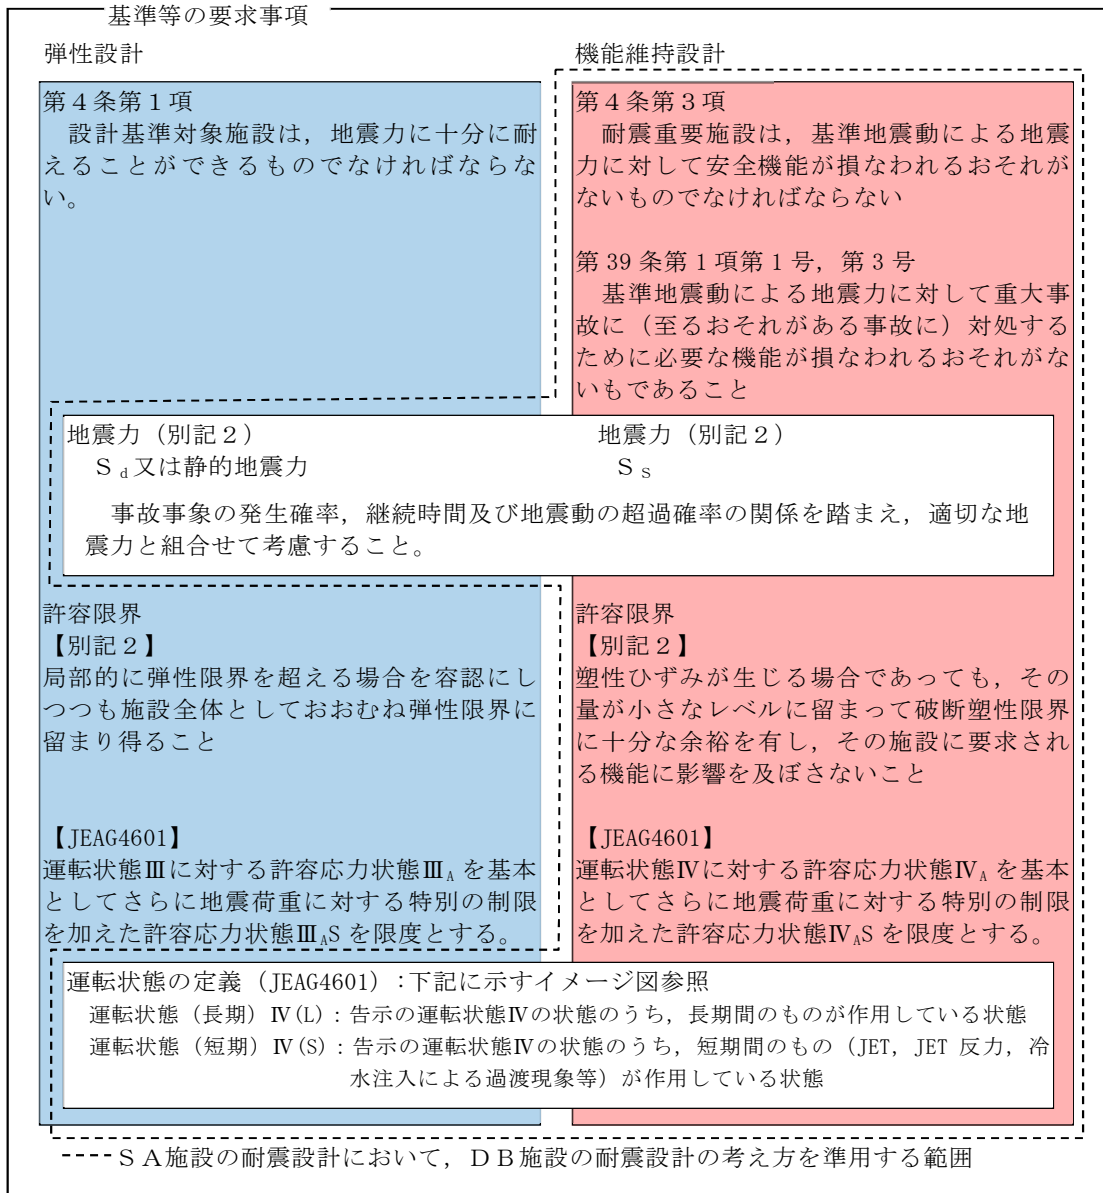 基準等の要求事項
弾性設計
第４条第１項
設計基準対象施設は，地震力に十分に耐
えることができるものでなければならな
い。
機能維持設計
第４条第３項
耐震重要施設は，基準地震動による地震
力に対して安全機能が損なわれるおそれが
ないものでなければならない
第 39 条第１項第１号，第３号
基準地震動による地震力に対して重大事
故に（至るおそれがある事故に）対処する
ために必要な機能が損なわれるおそれがな
いもであること
地震力（別記２）
Ｓd又は静的地震力
地震力（別記２）
Ｓs
事故事象の発生確率，継続時間及び地震動の超過確率の関係を踏まえ，適切な地
震力と組合せて考慮すること。
許容限界
【別記２】
局部的に弾性限界を超える場合を容認にし
つつも施設全体としておおむね弾性限界に
留まり得ること
【JEAG4601】
運転状態Ⅲに対する許容応力状態ⅢA を基本
としてさらに地震荷重に対する特別の制限
を加えた許容応力状態ⅢAS を限度とする。
許容限界
【別記２】
塑性ひずみが生じる場合であっても，その
量が小さなレベルに留まって破断塑性限界
に十分な余裕を有し，その施設に要求され
る機能に影響を及ぼさないこと
【JEAG4601】
運転状態Ⅳに対する許容応力状態ⅣA を基本
としてさらに地震荷重に対する特別の制限
を加えた許容応力状態ⅣAS を限度とする。
運転状態の定義（JEAG4601）：下記に示すイメージ図参照
運転状態（長期）Ⅳ(L)：告示の運転状態Ⅳの状態のうち，長期間のものが作用している状態
運転状態（短期）Ⅳ(S)：告示の運転状態Ⅳの状態のうち，短期間のもの（JET，JET 反力，冷
水注入による過渡現象等）が作用している状態
ＳＡ施設の耐震設計において，ＤＢ施設の耐震設計の考え方を準用する範囲